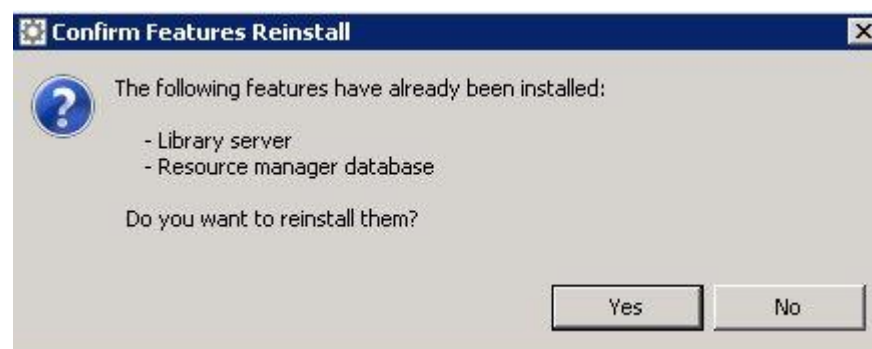 Confirm Features Reinstall
The following features have already been installed:
- Library server
- Resource manager database
Do you want to reinstall them?
Yes No